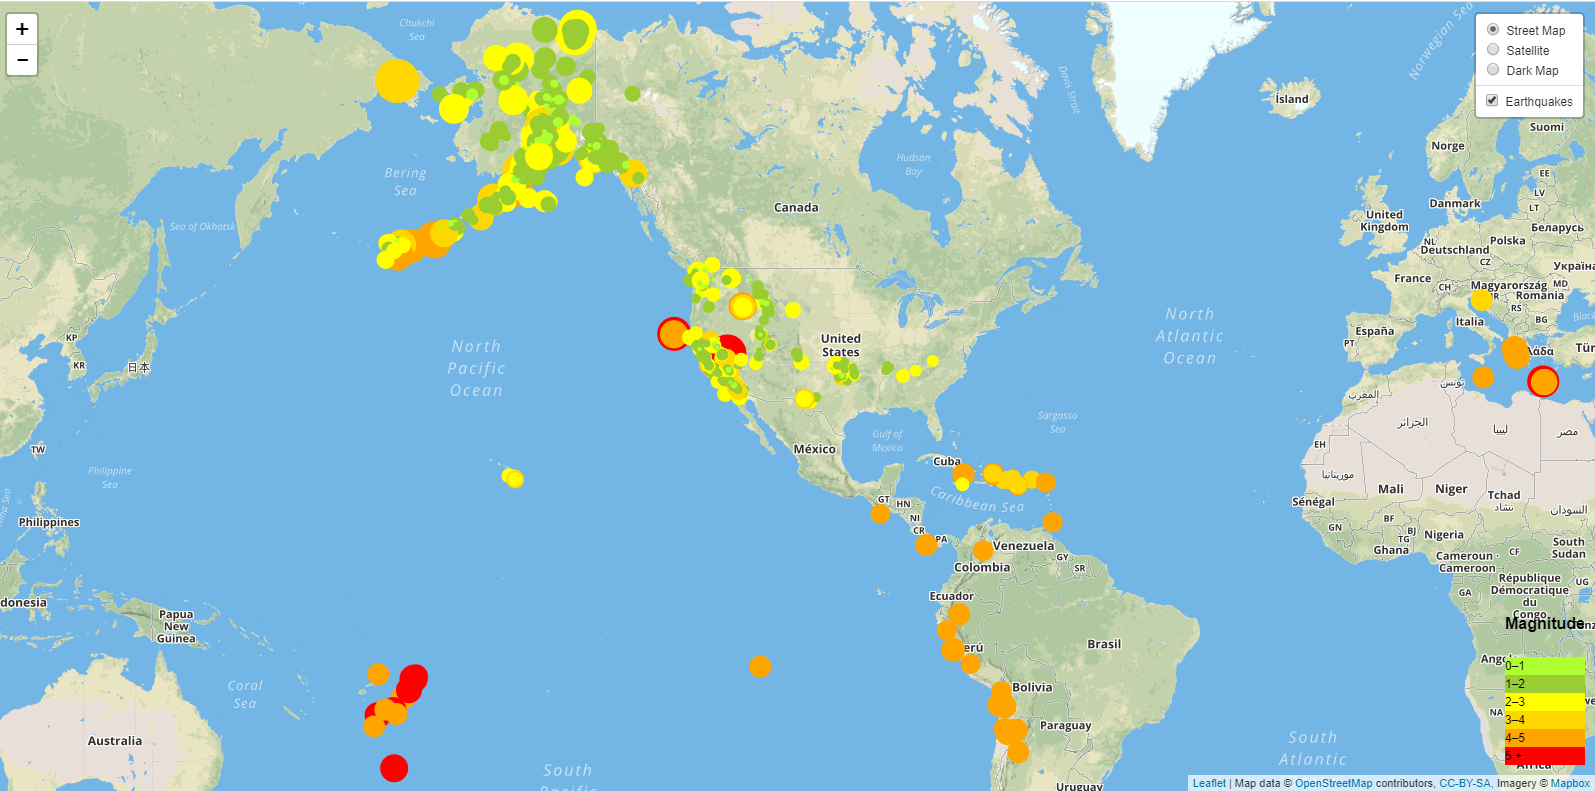 +
−
Street Map
Satellite
Dark Map
Earthquakes
Chukchi
Sea
Davis Strait
Norwegian Sea
Ísland
Suomi
Norge
Hudson
Bay
Bering
Sea
EE
LV
LT
Canada
Danmark
United
Kingdom
Sea of Okhotsk
Беларусь
NL
Deutschland
Polska
CZ
Україна
France
CH
Magyarország
MD
România
RS
BG
Italia
España
PT
North
Atlantic
Ocean
KP
KR
日本
North
Pacific
Ocean
United
States
تونس
المغرب
Sargasso
Sea
Gulf of
Mexico
الجزائر
ليبيا
مصر
EH
México
TW
Philippine
Sea
Cuba
موريتانيا
Mali
Niger
Tchad
تشاد
السودان
Sénégal
Caribbean Sea
GT
HN
NI
CR
PA
Philippines
GN
BF
BJ
TG
Ghana
Nigeria
South
Sudan
CF
Cameroun -
Cameroon
Venezuela
GY
SR
Colombia
République
Démocratique
du
Congo
UG
GA
Ecuador
donesia
Papua
New
Guinea
Brasil
erú
Bolivia
Coral
Sea
Paraguay
NA
Australia
South
Atlantic
South
Pacific
Uruguay
Magnitude
0–1
1–2
2–3
3–4
4–5
5 +
Leaflet | Map data © OpenStreetMap contributors, CC-BY-SA, Imagery © Mapbox